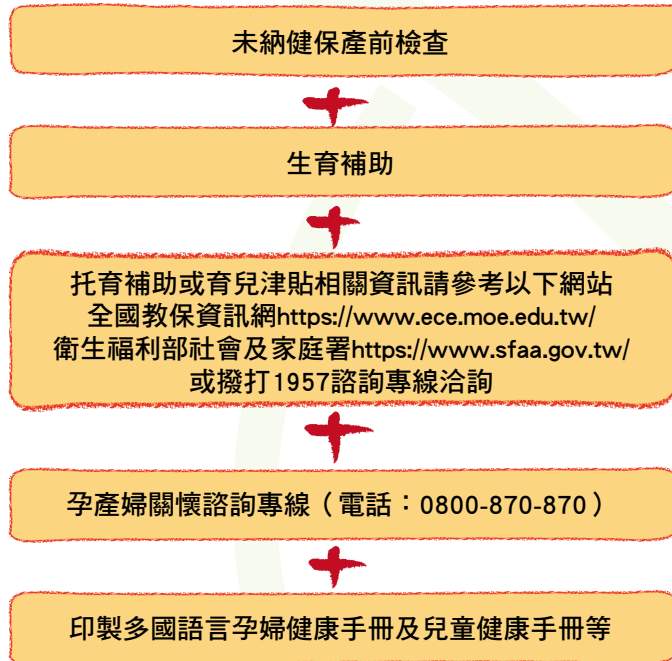 未納健保產前檢查
生育補助
托育補助或育兒津貼相關資訊請參考以下網站
全國教保資訊網https://www.ece.moe.edu.tw/
衛生福利部社會及家庭署https://www.sfaa.gov.tw/
或撥打1957諮詢專線洽詢
孕產婦關懷諮詢專線（電話：0800-870-870）
印製多國語言孕婦健康手冊及兒童健康手冊等